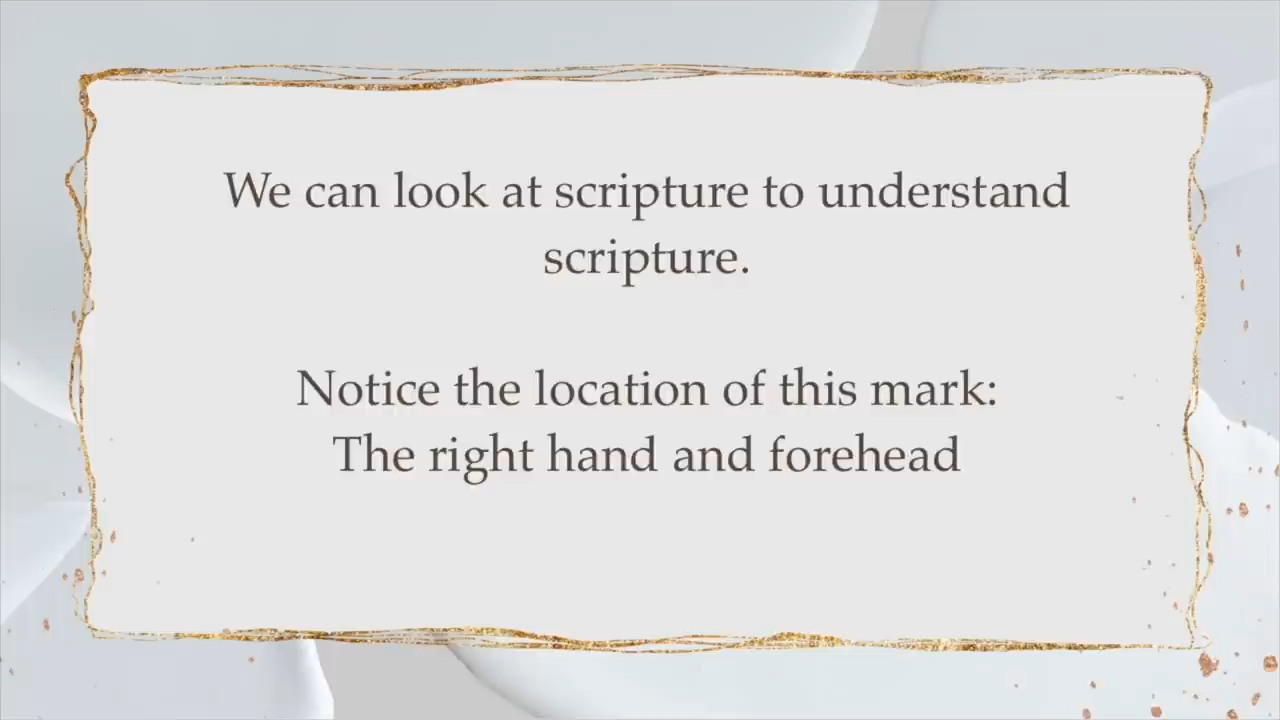 We can look at scripture to understand
scripture.
Notice the location of this mark:
The right hand and forehead